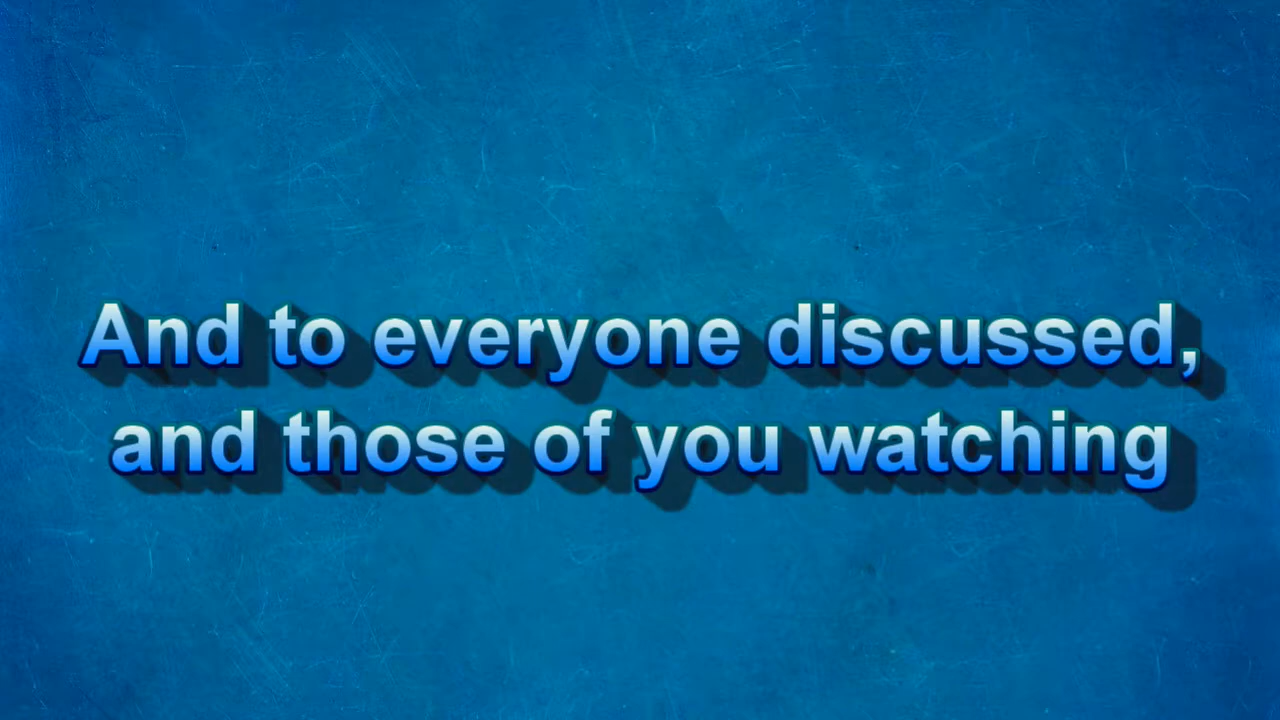 And to everyone discussed,
and those of you watching